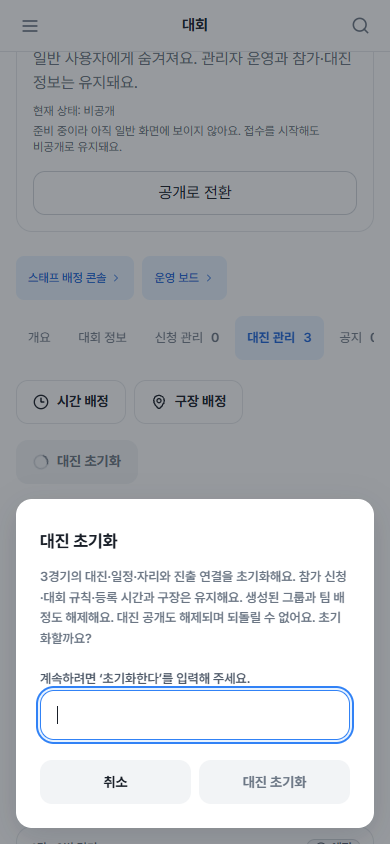 대회
일반 사용자에게 숨겨져요. 관리자 운영과 참가·대진
정보는 유지돼요.
현재 상태: 비공개
준비 중이라 아직 일반 화면에 보이지 않아요. 접수를 시작해도
비공개로 유지돼요.
공개로 전환
스태프 배정 콘솔
운영 보드
개요 대회 정보 신청 관리 0 대진 관리 3 공지
시간 배정 구장 배정
대진 초기화
대진 초기화
3경기의 대진·일정·자리와 진출 연결을 초기화해요. 참가 신청
·대회 규칙·등록 시간과 구장은 유지해요. 생성된 그룹과 팀 배
정도 해제해요. 대진 공개도 해제되며 되돌릴 수 없어요. 초기
화할까요?
계속하려면 ‘초기화한다’를 입력해 주세요.
취소 대진 초기화